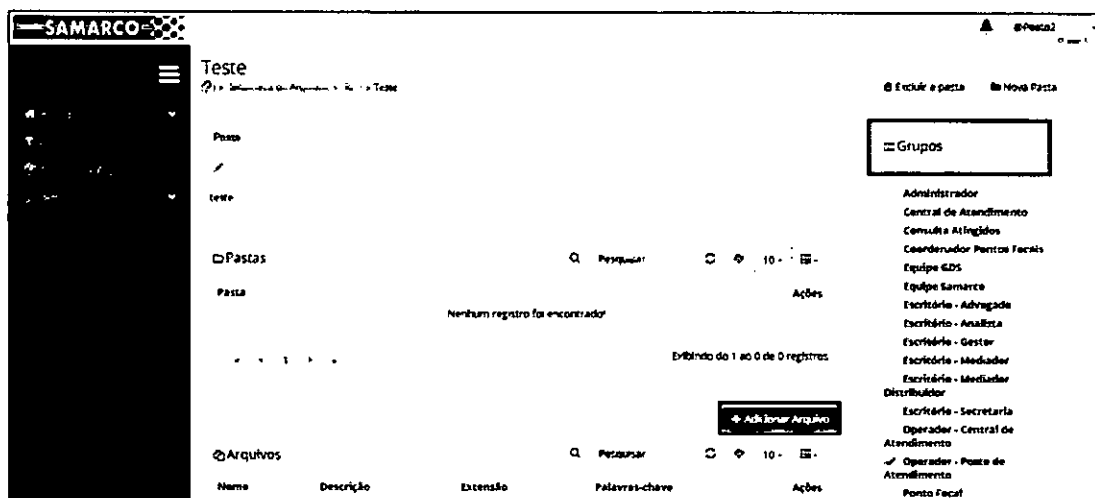 SAMARCO
@Posto2
Teste
Teste
Excluir a pasta
Nova Pasta
Pasta
teste
Grupos
Administrador
Central de Atendimento
Consulta Atingidos
Coordenador Pontos Focais
Equipe GDS
Equipe Samarco
Escritório - Advogado
Escritório - Analista
Escritório - Gestor
Escritório - Mediador
Escritório - Mediador
Distribuidor
Escritório - Secretaria
Operador - Central de
Atendimento
Operador - Posto de
Atendimento
Ponto Focal
Pastas
Pesquisar
10
Pasta
Ações
Nenhum registro foi encontrado!
1
Exibindo do 1 ao 0 de 0 registros
+ Adicionar Arquivo
Arquivos
Pesquisar
10
Nome Descrição Extensão Palavras-chave Ações